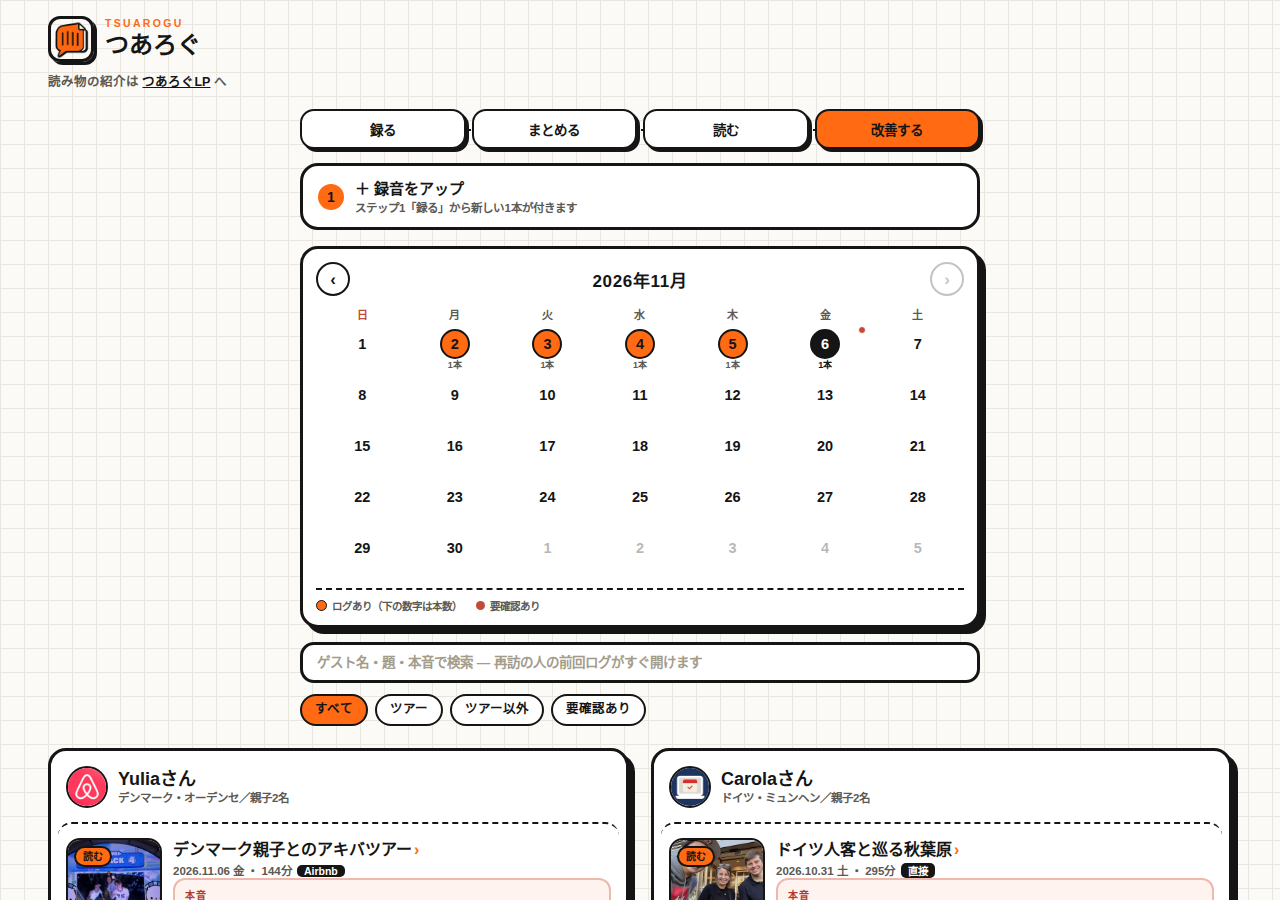 TSUAROGU
つあろぐ
読み物の紹介は つあろぐLP へ
録る
まとめる
読む
改善する
1
＋ 録音をアップ
ステップ1「録る」から新しい1本が付きます
‹
2026年11月
›
日 月 火 水 木 金 土
1 2 3 4 5 6 7
1本 1本 1本 1本 1本
8 9 10 11 12 13 14
15 16 17 18 19 20 21
22 23 24 25 26 27 28
29 30 1 2 3 4 5
ログあり（下の数字は本数） 要確認あり
ゲスト名・題・本音で検索 — 再訪の人の前回ログがすぐ開けます
すべて ツアー ツアー以外 要確認あり
Yuliaさん
デンマーク・オーデンセ／親子2名
読む
デンマーク親子とのアキバツアー›
2026.11.06 金 ・ 144分 Airbnb
本音
Carolaさん
ドイツ・ミュンヘン／親子2名
読む
ドイツ人客と巡る秋葉原›
2026.10.31 土 ・ 295分 直接
本音